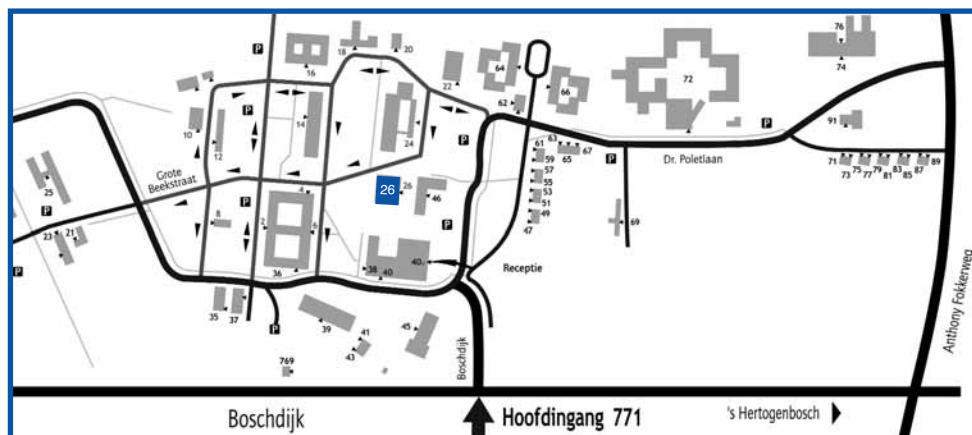 76
P
18
20
P
16
64
22
74
72
66
62
P
10
14
P
91
P
12
24
P
63
61
65
67
P
Dr. Poletlaan
59
71
75
79
83
89
73
77
81
85
87
57
Grote
Beekstraat
25
4
26
26
46
55
53
51
P
P
8
2
6
49
69
47
23
21
P
P
36
38
40
40
Receptie
35
37
P
39
41
43
45
769
Boschdijk
Anthony Fokkerweg
Boschdijk
Hoofdingang 771
's Hertogenbosch